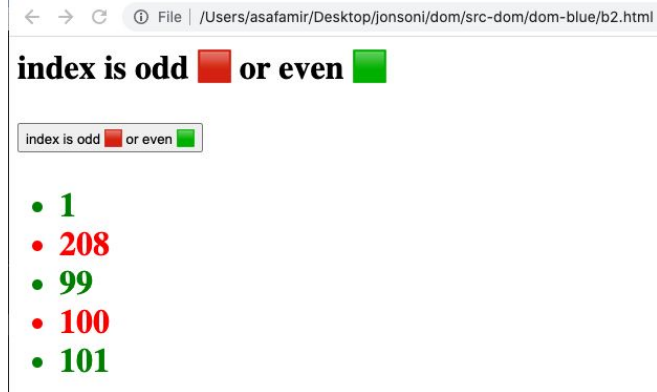 File | /Users/asafamir/Desktop/jonsoni/dom/src-dom/dom-blue/b2.html
index is odd 🟥 or even 🟩
index is odd 🟥 or even 🟩
• 1
• 208
• 99
• 100
• 101